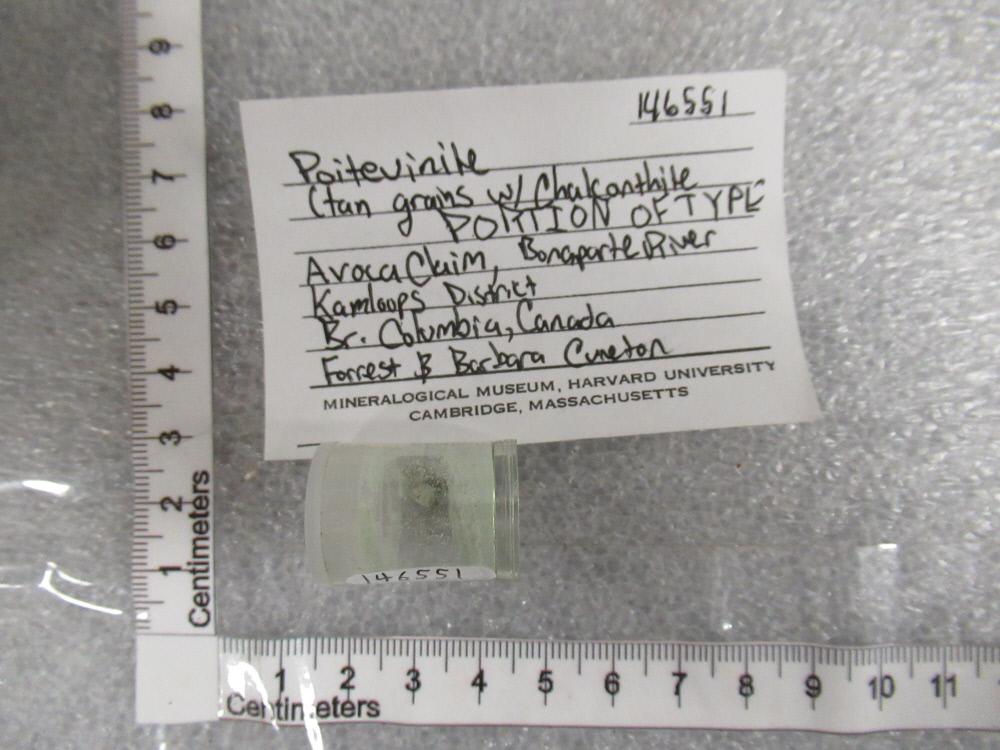 146551
Poitevinite
(tan grains w/ Chalcanthite
PORTION OF TYPE
Avoca Claim, Bonaparte River
Kamloops District
Br. Columbia, Canada
Forrest & Barbara Cureton
MINERALOGICAL MUSEUM, HARVARD UNIVERSITY
CAMBRIDGE, MASSACHUSETTS
146551
9
8
7
6
5
4
3
2
1
Centimeters
1 2 3 4 5 6 7 8 9 10 11
Centimeters